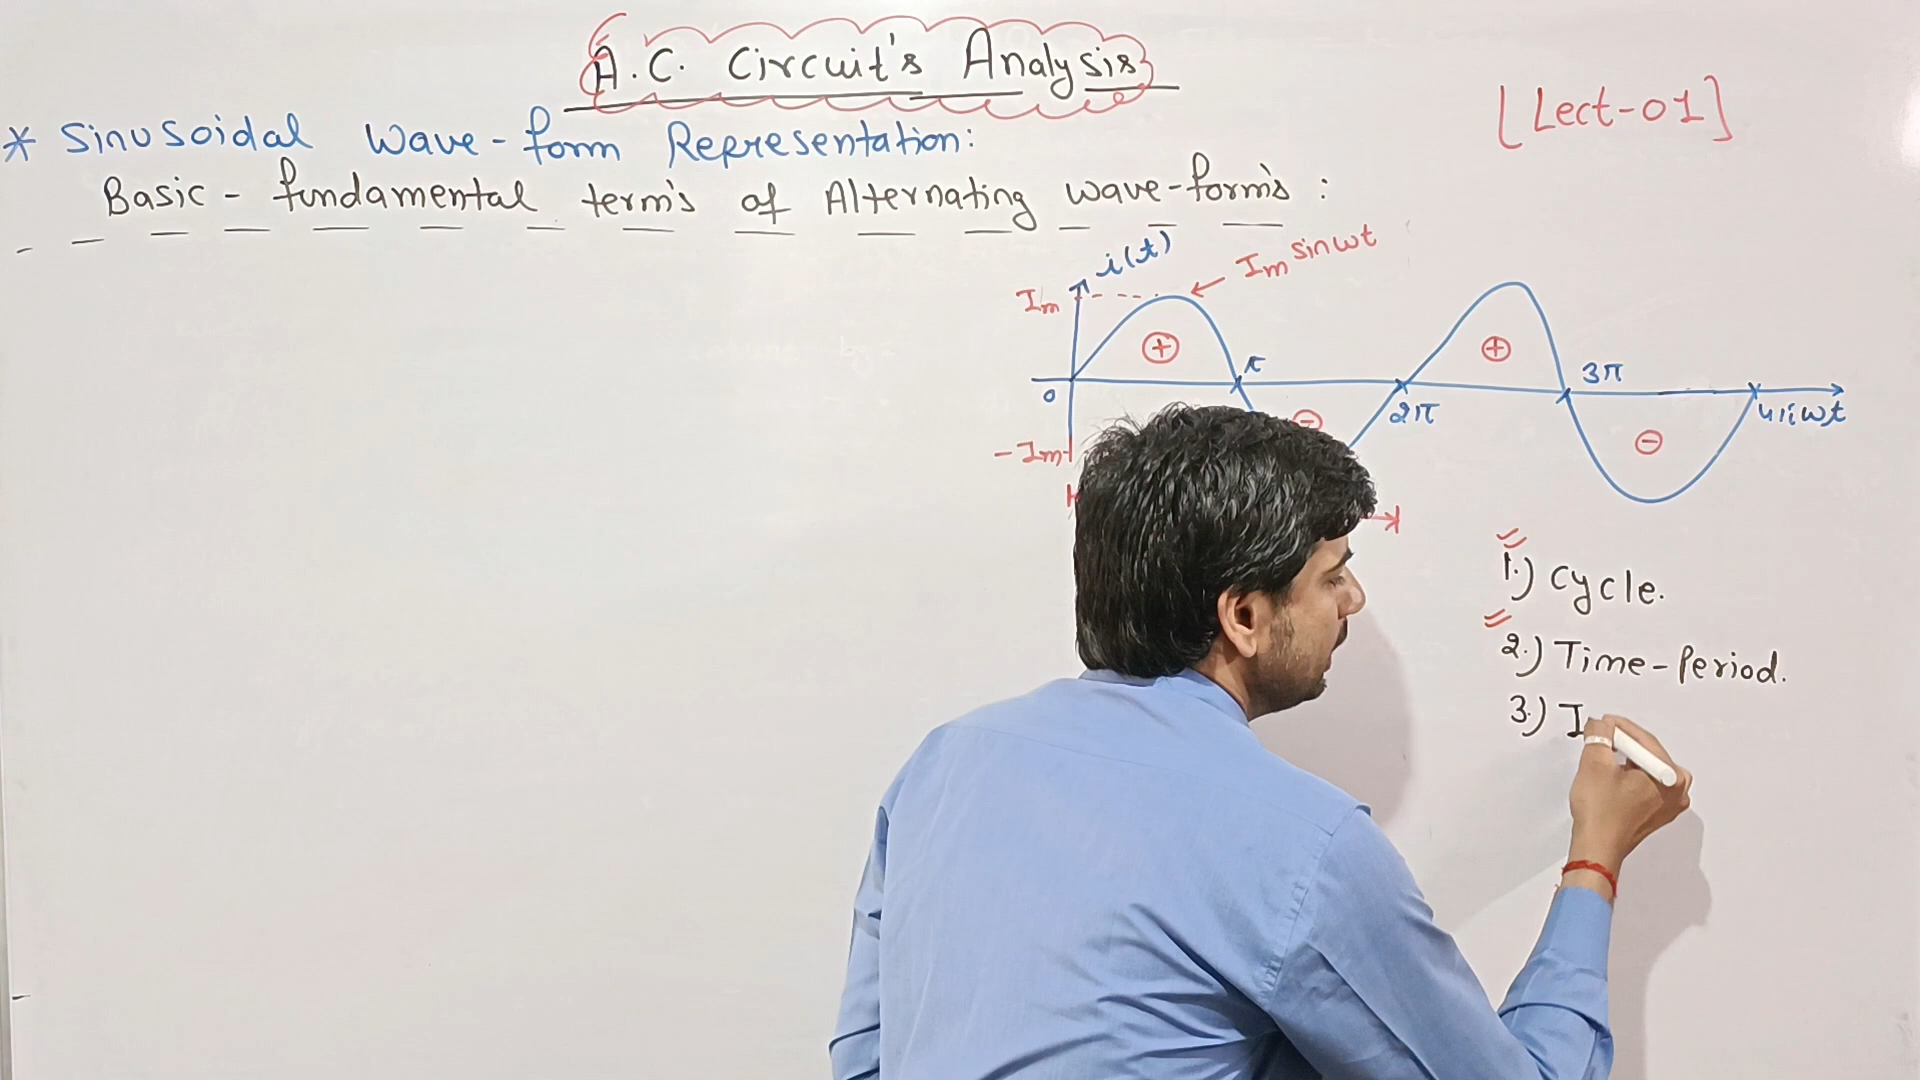 A.C. Circuit's Analysis
[Lect-01]
* Sinusoidal Wave-form Representation:
Basic - fundamental term's of Alternating wave-form's :
i(t)
Im sinωt
Im
+
+
π
3π
0
2π
4π ωt
-
-
-Im
1.) Cycle.
2.) Time-Period.
3.) I